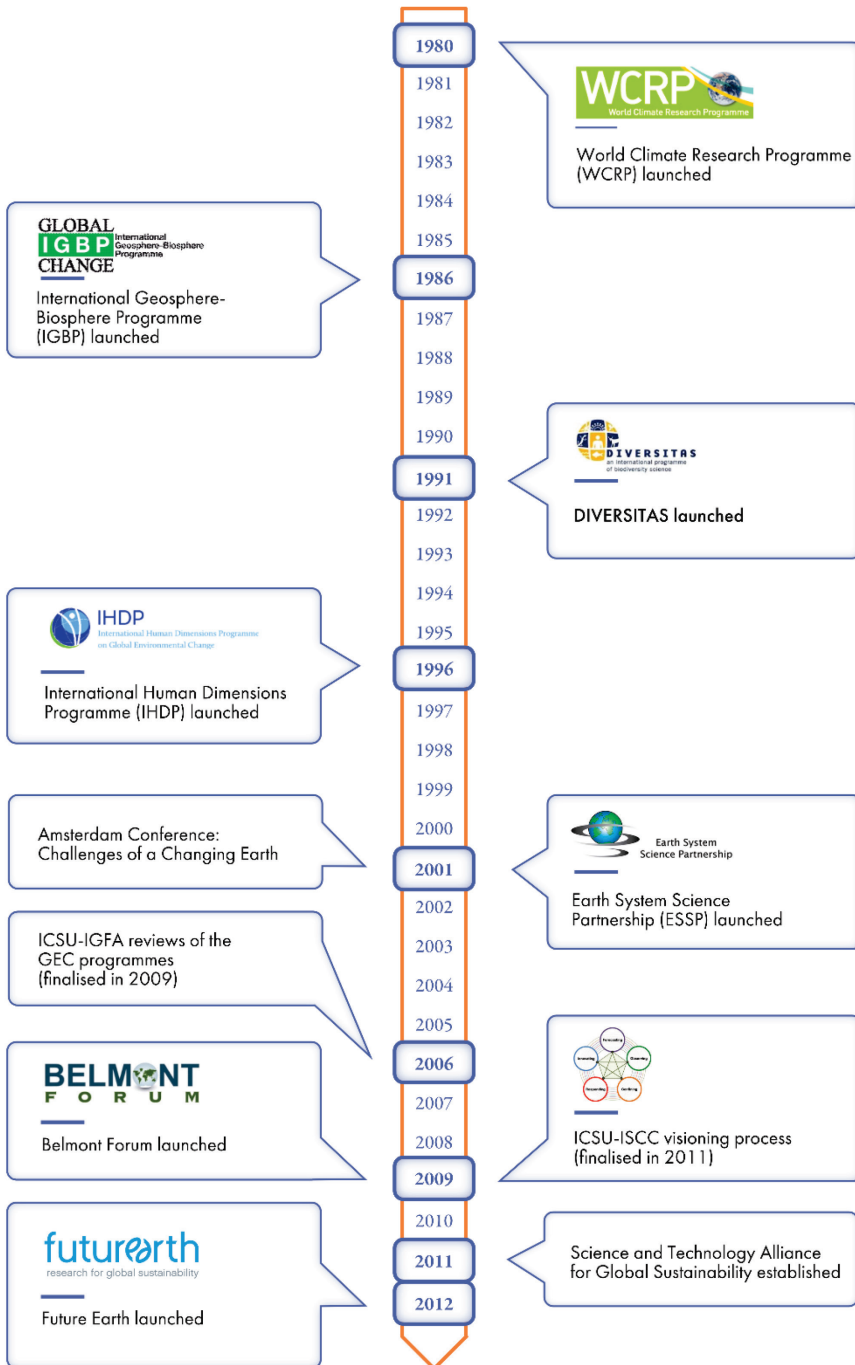 1980
WCRP
World Climate Research Programme
World Climate Research Programme
(WCRP) launched
1981
1982
1983
1984
1985
GLOBAL
IGBP International
Geosphere-Biosphere
Programme
CHANGE
International Geosphere-
Biosphere Programme
(IGBP) launched
1986
1987
1988
1989
1990
1991
DIVERSITAS
an international programme
of biodiversity science
DIVERSITAS launched
1992
1993
1994
1995
IHDP
International Human Dimensions Programme
on Global Environmental Change
International Human Dimensions
Programme (IHDP) launched
1996
1997
1998
1999
2000
Amsterdam Conference:
Challenges of a Changing Earth
2001
Earth System
Science Partnership
Earth System Science
Partnership (ESSP) launched
2002
2003
2004
2005
ICSU-IGFA reviews of the
GEC programmes
(finalised in 2009)
2006
2007
2008
BELMONT
FORUM
Belmont Forum launched
2009
Forecasting
Observing
Confining
Responding
Innovating
ICSU-ISCC visioning process
(finalised in 2011)
2010
2011
Science and Technology Alliance
for Global Sustainability established
futurearth
research for global sustainability
Future Earth launched
2012